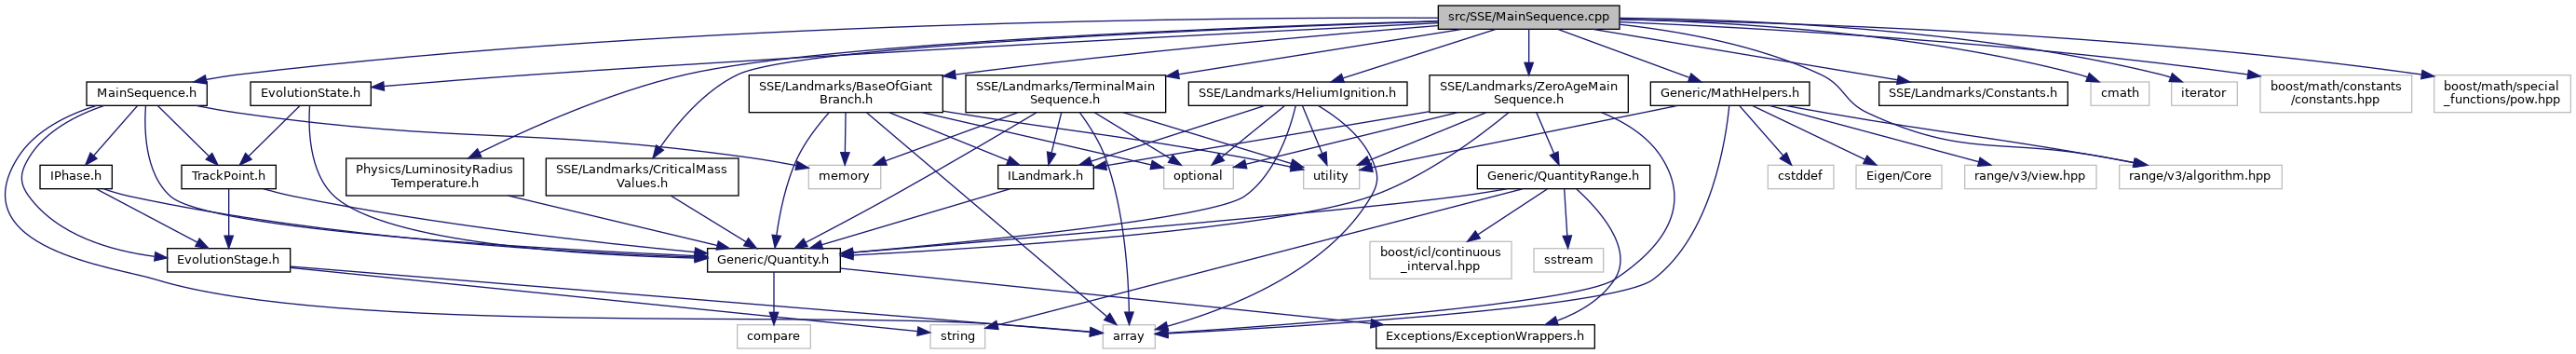 src/SSE/MainSequence.cpp
MainSequence.h
EvolutionState.h
SSE/Landmarks/BaseOfGiant
Branch.h
SSE/Landmarks/TerminalMain
Sequence.h
SSE/Landmarks/HeliumIgnition.h
SSE/Landmarks/ZeroAgeMain
Sequence.h
Generic/MathHelpers.h
SSE/Landmarks/Constants.h
cmath
iterator
boost/math/constants
/constants.hpp
boost/math/special
_functions/pow.hpp
IPhase.h
TrackPoint.h
Physics/LuminosityRadius
Temperature.h
SSE/Landmarks/CriticalMass
Values.h
memory
ILandmark.h
optional
utility
Generic/QuantityRange.h
cstddef
Eigen/Core
range/v3/view.hpp
range/v3/algorithm.hpp
EvolutionStage.h
Generic/Quantity.h
boost/icl/continuous
_interval.hpp
sstream
compare
string
array
Exceptions/ExceptionWrappers.h